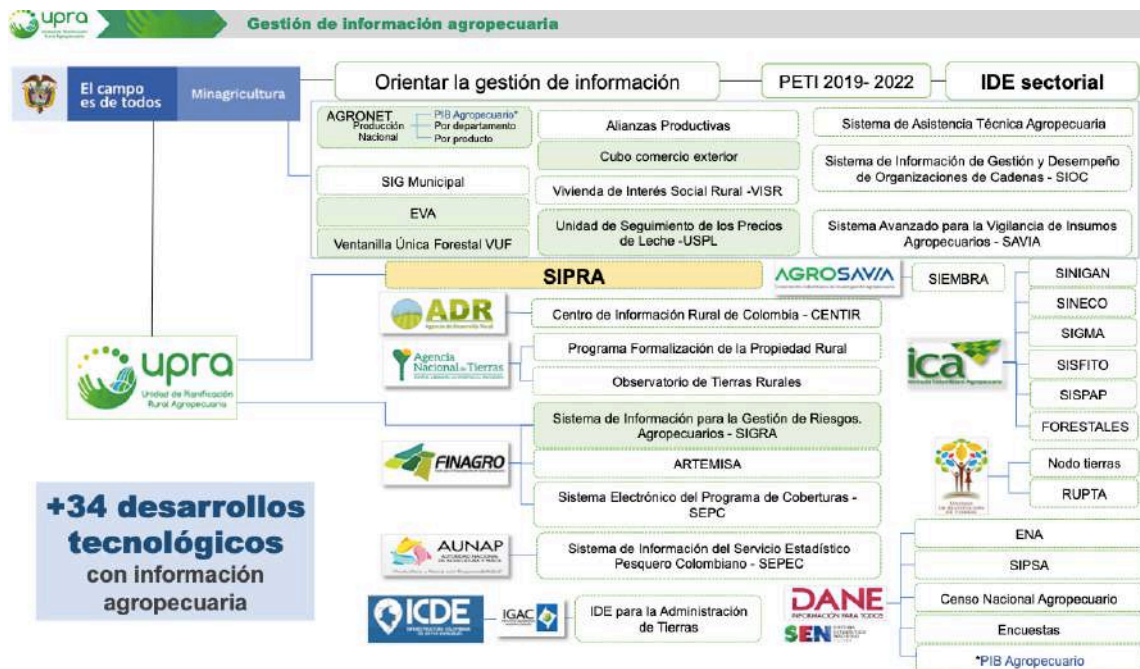 upra
Gestión de información agropecuaria
El campo
es de todos
Minagricultura
Orientar la gestión de información
PETI 2019- 2022
IDE sectorial
AGRONET
Producción
Nacional
PIB Agropecuario*
Por departamento
Por producto
SIG Municipal
EVA
Ventanilla Única Forestal VUF
Alianzas Productivas
Cubo comercio exterior
Vivienda de Interés Social Rural -VISR
Unidad de Seguimiento de los Precios
de Leche -USPL
Sistema de Asistencia Técnica Agropecuaria
Sistema de Información de Gestión y Desempeño
de Organizaciones de Cadenas - SIOC
Sistema Avanzado para la Vigilancia de Insumos
Agropecuarios - SAVIA
SIPRA
AGROSAVIA
SIEMBRA
ADR
Agencia de Desarrollo Rural
Centro de Información Rural de Colombia - CENTIR
Agencia
Nacional de Tierras
Programa Formalización de la Propiedad Rural
Observatorio de Tierras Rurales
upra
Unidad de Planificación
Rural Agropecuaria
FINAGRO
Sistema de Información para la Gestión de Riesgos.
Agropecuarios - SIGRA
ARTEMISA
Sistema Electrónico del Programa de Coberturas -
SEPC
ica
SINIGAN
SINECO
SIGMA
SISFITO
SISPAP
FORESTALES
Nodo tierras
RUPTA
+34 desarrollos
tecnológicos
con información
agropecuaria
AUNAP
Sistema de Información del Servicio Estadístico
Pesquero Colombiano - SEPEC
ICDE
IGAC
IDE para la Administración
de Tierras
DANE
INFORMACIÓN PARA TODOS
SEN
ENA
SIPSA
Censo Nacional Agropecuario
Encuestas
*PIB Agropecuario